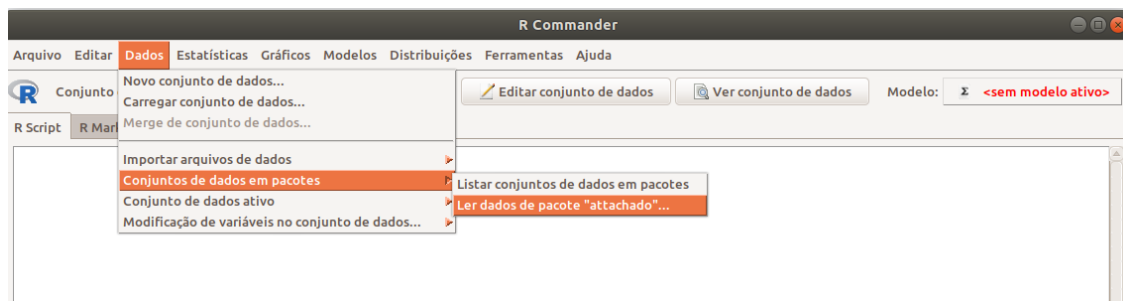 R Commander
Arquivo Editar Dados Estatísticas Gráficos Modelos Distribuições Ferramentas Ajuda
R Conjunto Editar conjunto de dados Ver conjunto de dados Modelo: Σ <sem modelo ativo>
R Script R Mar
Novo conjunto de dados...
Carregar conjunto de dados...
Merge de conjunto de dados...
Importar arquivos de dados
Conjuntos de dados em pacotes
Conjunto de dados ativo
Modificação de variáveis no conjunto de dados...
Listar conjuntos de dados em pacotes
Ler dados de pacote "attachado"...